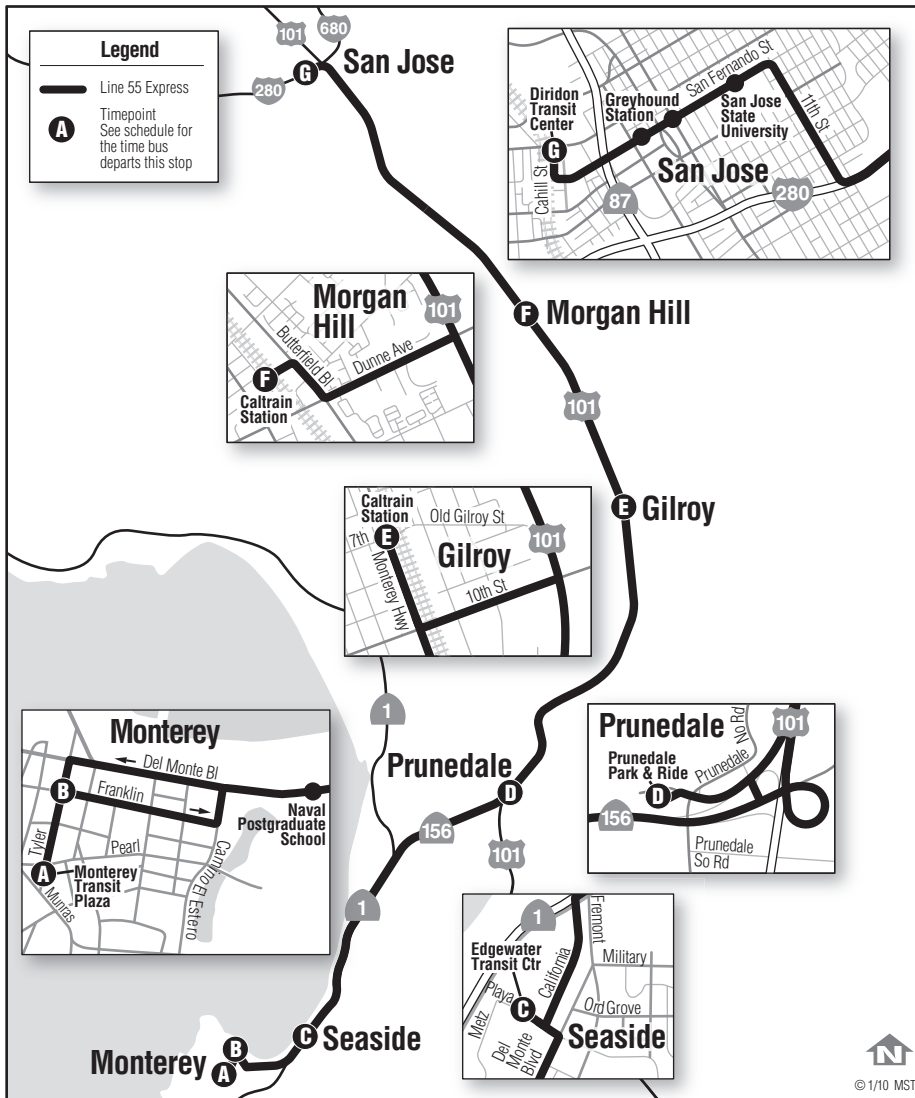 Legend
Line 55 Express
A
Timepoint
See schedule for
the time bus
departs this stop
101
680
280
G
San Jose
Diridon
Transit
Center
G
Cahill St
Greyhound
Station
San Fernando St
San Jose
State
University
11th St
San Jose
87
280
Morgan
Hill
101
Butterfield Bl
Dunne Ave
F
Caltrain
Station
F
Morgan Hill
101
E
Gilroy
Caltrain
Station
7th
E
Old Gilroy St
Gilroy
101
Monterey Hwy
10th St
1
Monterey
Del Monte Bl
B
Franklin
Naval
Postgraduate
School
Tyler
Pearl
A
Monterey
Transit
Plaza
Munras
Camino El Estero
Prunedale
D
156
101
1
Prunedale
Prunedale No Rd
101
Prunedale
Park & Ride
D
156
Prunedale
So Rd
1
Fremont
Edgewater
Transit Ctr
California
Military
Playa
C
Ord Grove
Metz
Del
Monte
Blvd
Seaside
C
Seaside
Monterey
B
A
N
© 1/10 MST